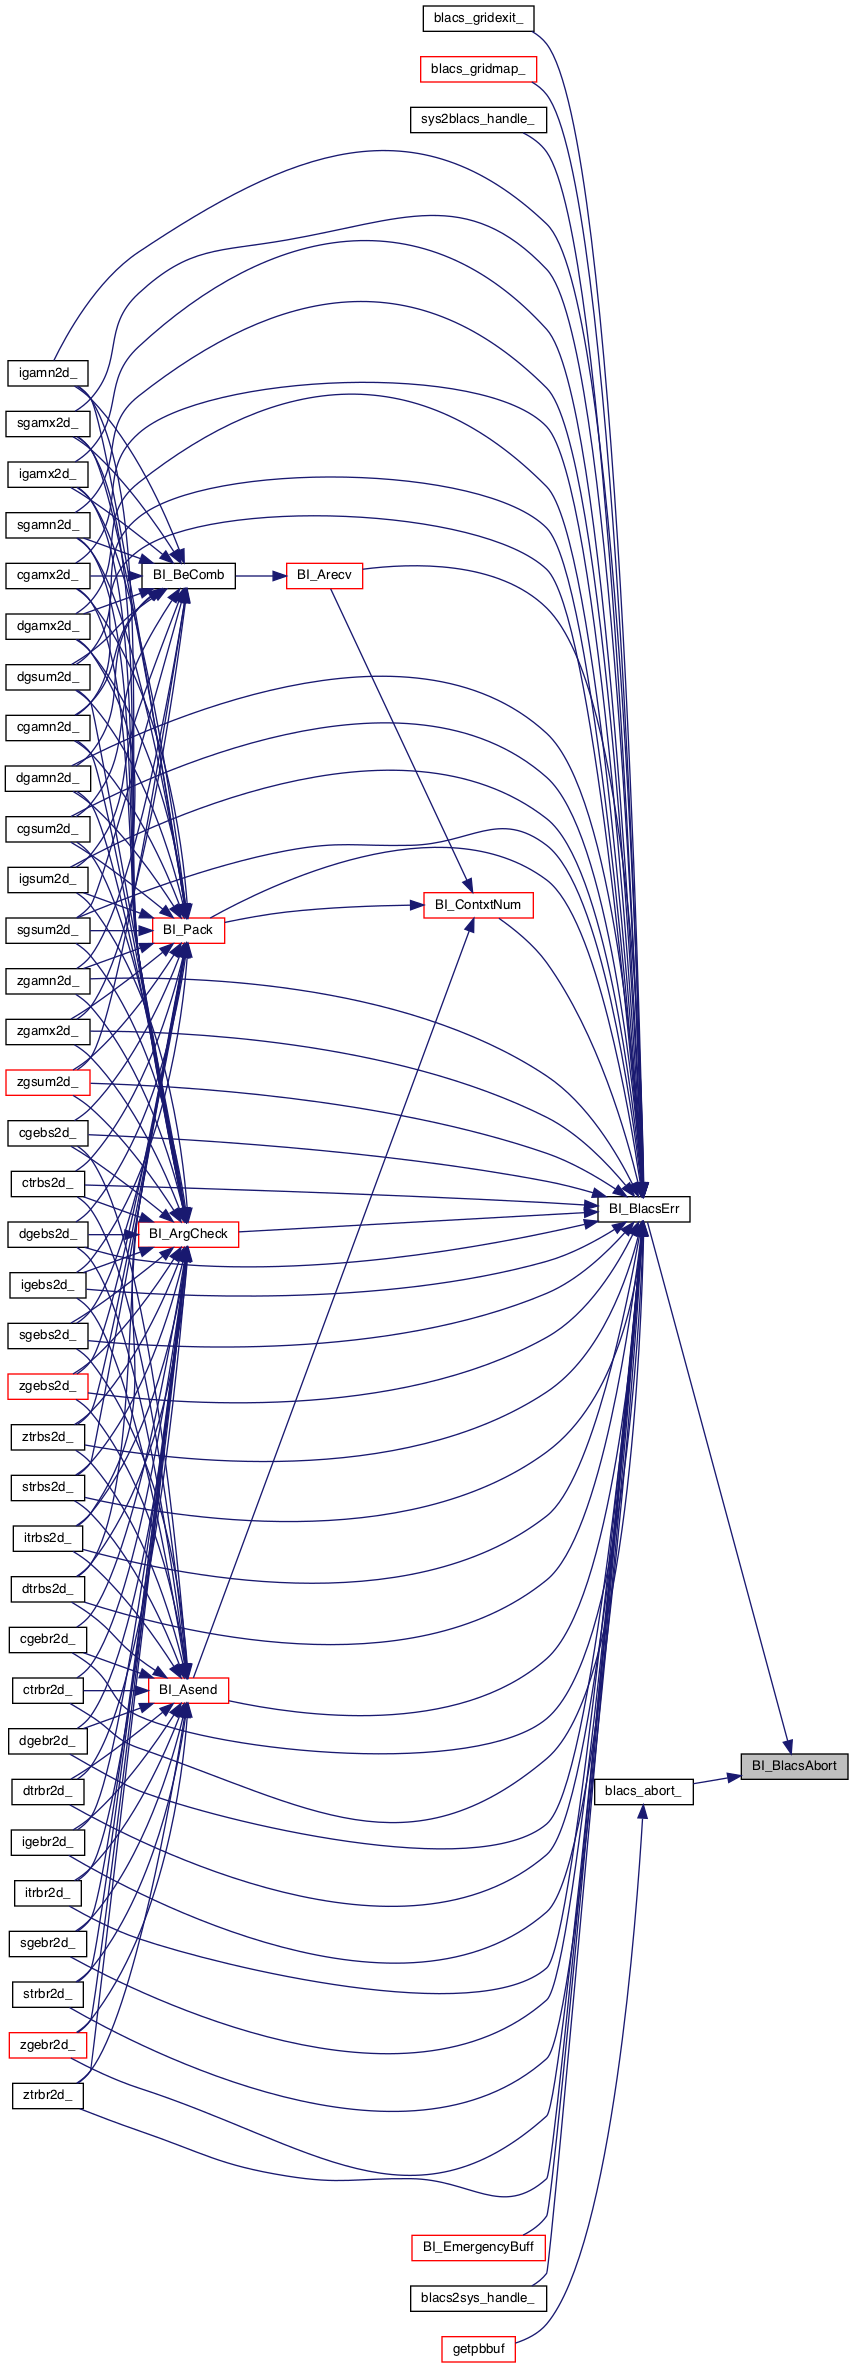 blacs_gridexit_
blacs_gridmap_
sys2blacs_handle_
igamn2d_
sgamx2d_
igamx2d_
sgamn2d_
cgamx2d_
BI_BeComb
BI_Arecv
dgamx2d_
dgsum2d_
cgamn2d_
dgamn2d_
cgsum2d_
igsum2d_
BI_ContxtNum
sgsum2d_
BI_Pack
zgamn2d_
zgamx2d_
zgsum2d_
cgebs2d_
ctrbs2d_
BI_BlacsErr
dgebs2d_
BI_ArgCheck
igebs2d_
sgebs2d_
zgebs2d_
ztrbs2d_
strbs2d_
itrbs2d_
dtrbs2d_
cgebr2d_
ctrbr2d_
BI_Asend
dgebr2d_
BI_BlacsAbort
dtrbr2d_
blacs_abort_
igebr2d_
itrbr2d_
sgebr2d_
strbr2d_
zgebr2d_
ztrbr2d_
BI_EmergencyBuff
blacs2sys_handle_
getpbbuf